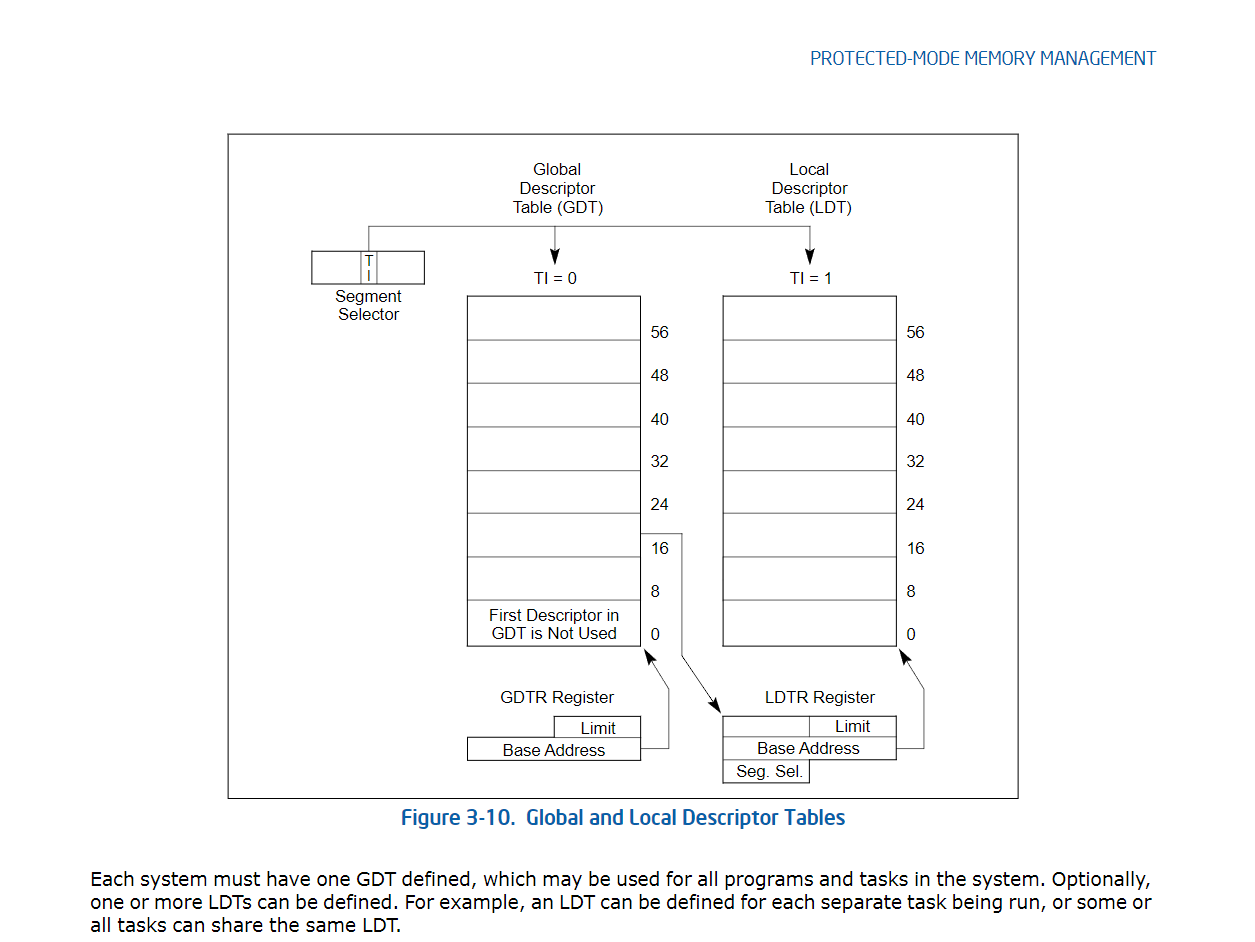 PROTECTED-MODE MEMORY MANAGEMENT
Global
Descriptor
Table (GDT)
Local
Descriptor
Table (LDT)
T
I
Segment
Selector
TI = 0
TI = 1
56
48
40
32
24
16
8
First Descriptor in
GDT is Not Used
0
56
48
40
32
24
16
8
0
GDTR Register
Limit
Base Address
LDTR Register
Limit
Base Address
Seg. Sel.
Figure 3-10. Global and Local Descriptor Tables
Each system must have one GDT defined, which may be used for all programs and tasks in the system. Optionally,
one or more LDTs can be defined. For example, an LDT can be defined for each separate task being run, or some or
all tasks can share the same LDT.